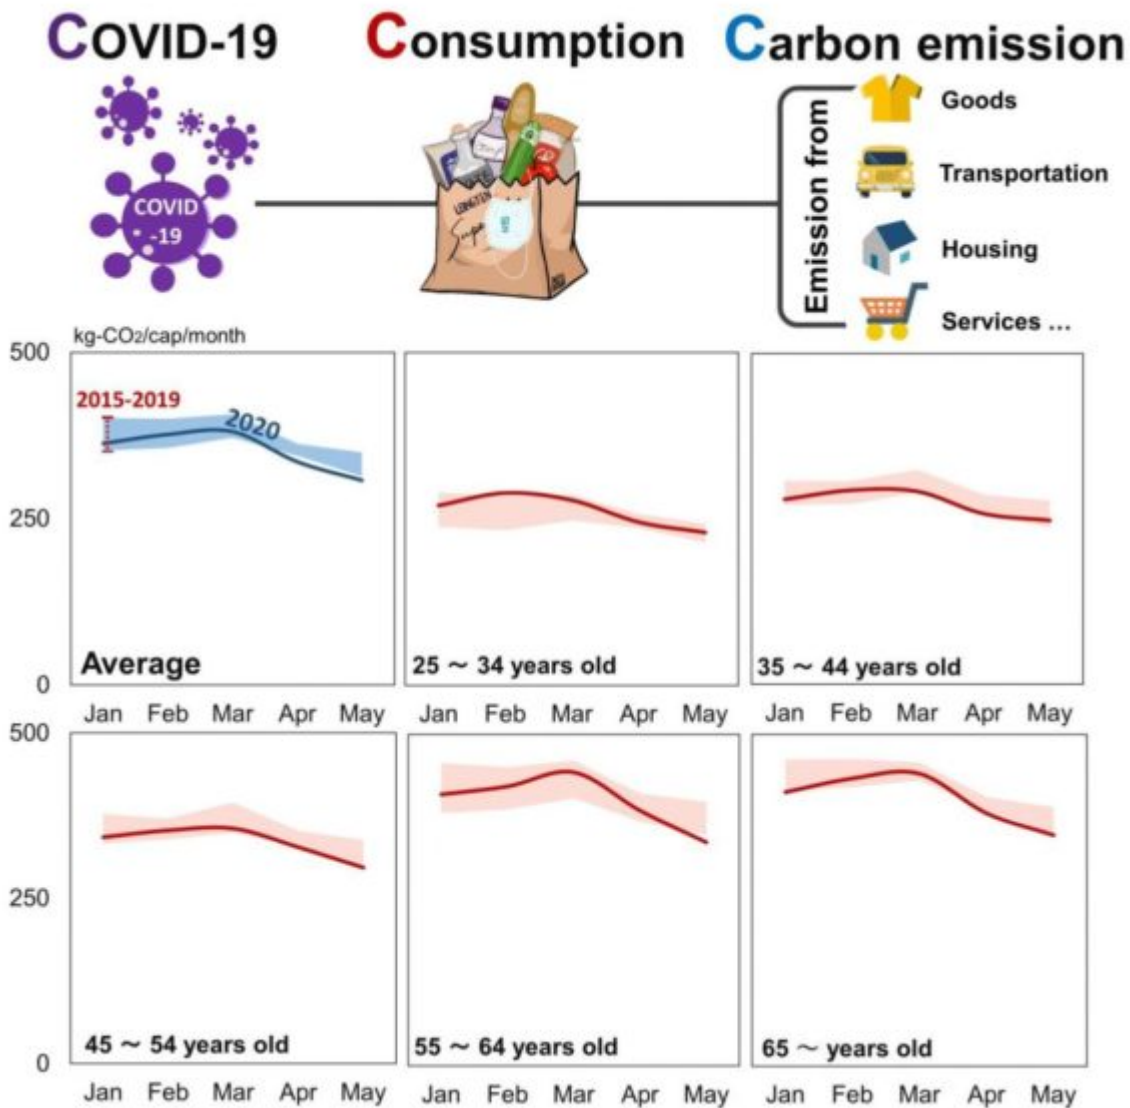 COVID-19
Consumption
Carbon emission
COVID
-19
Emission from
Goods
Transportation
Housing
Services ...
kg-CO2/cap/month
500
250
0
2015-2019
2020
Average
25 ~ 34 years old
35 ~ 44 years old
Jan Feb Mar Apr May
Jan Feb Mar Apr May
Jan Feb Mar Apr May
500
250
0
45 ~ 54 years old
55 ~ 64 years old
65 ~ years old
Jan Feb Mar Apr May
Jan Feb Mar Apr May
Jan Feb Mar Apr May